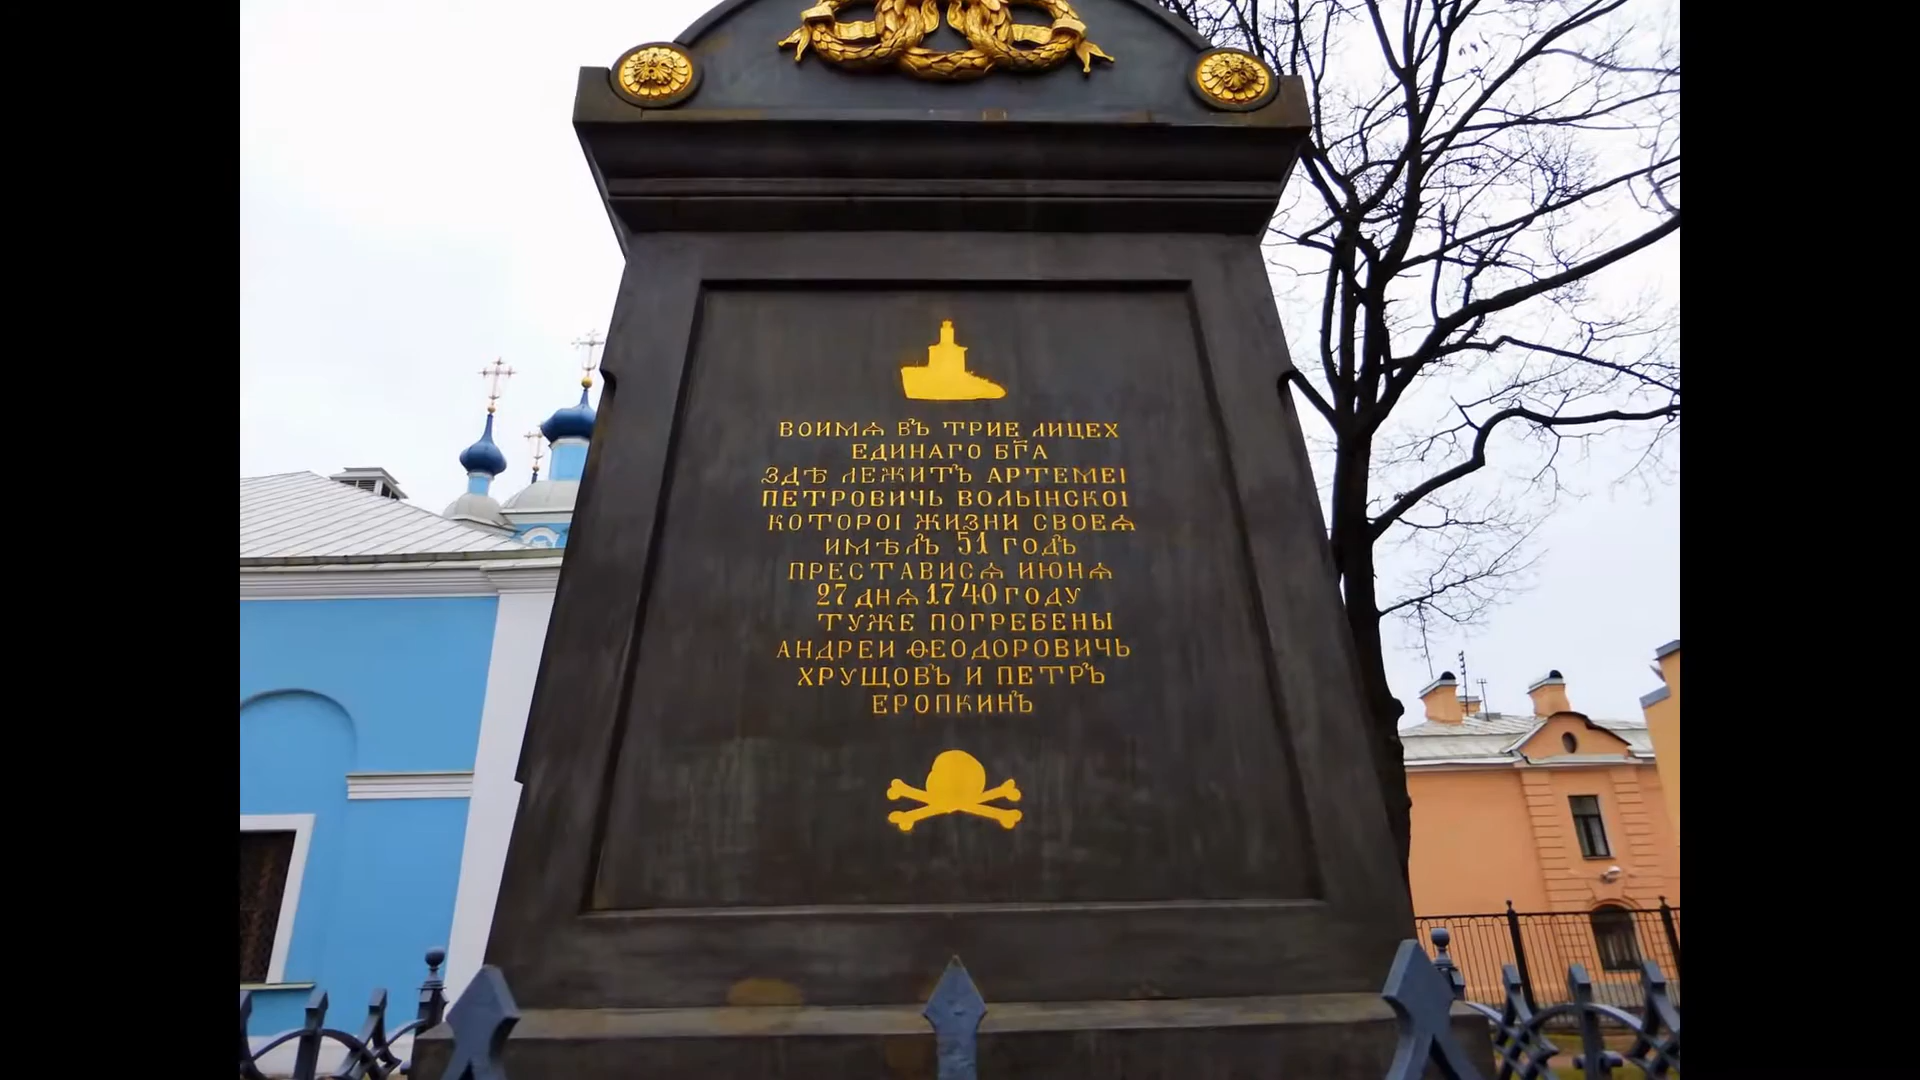 ВОИМѦ ВЪ ТРИЕ ЛИЦЕХ
ЕДИНАГО БГ҃А
ЗДѢ ЛЕЖИТЪ АРТЕМЕІ
ПЕТРОВИЧЬ ВОЛЫНСКОІ
КОТОРОІ ЖИЗНИ СВОЕѦ
ИМѢЛЪ 51 ГОДЪ
ПРЕСТАВИСѦ ИЮНѦ
27 ДНѦ 1740 ГОДУ
ТУЖЕ ПОГРЕБЕНЫ
АНДРЕИ ѲЕОДОРОВИЧЬ
ХРУЩОВЪ И ПЕТРЪ
ЕРОПКИНЪ